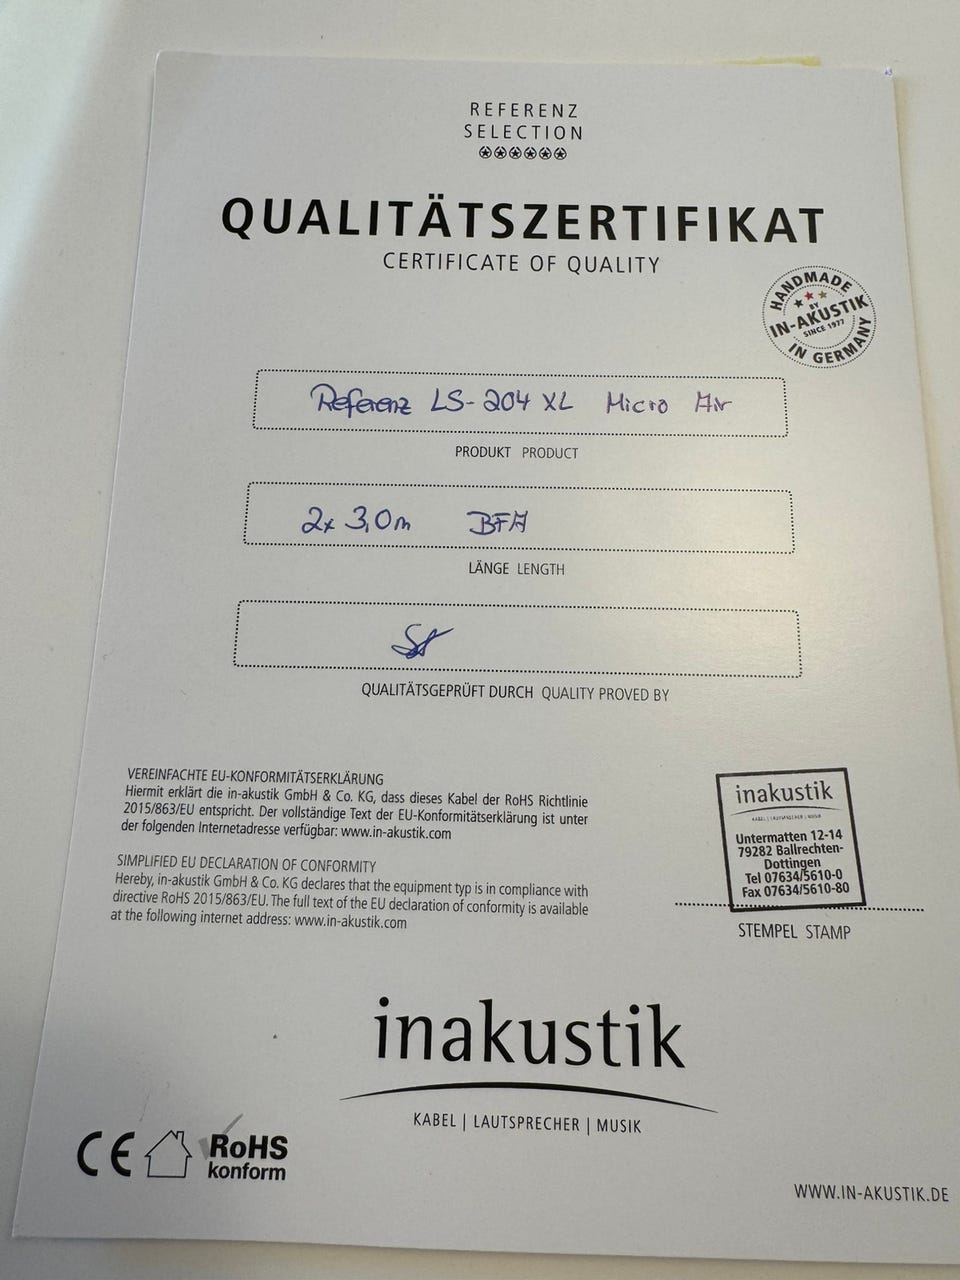 REFERENZ
SELECTION
QUALITÄTSZERTIFIKAT
CERTIFICATE OF QUALITY
HANDMADE
BY
IN-AKUSTIK
SINCE 1977
IN GERMANY
Referenz LS-204 XL Micro Air
PRODUKT PRODUCT
2x 3,0m BFA
LÄNGE LENGTH
QUALITÄTSGEPRÜFT DURCH QUALITY PROVED BY
VEREINFACHTE EU-KONFORMITÄTSERKLÄRUNG
Hiermit erklärt die in-akustik GmbH & Co. KG, dass dieses Kabel der RoHS Richtlinie
2015/863/EU entspricht. Der vollständige Text der EU-Konformitätserklärung ist unter
der folgenden Internetadresse verfügbar: www.in-akustik.com
SIMPLIFIED EU DECLARATION OF CONFORMITY
Hereby, in-akustik GmbH & Co. KG declares that the equipment typ is in compliance with
directive RoHS 2015/863/EU. The full text of the EU declaration of conformity is available
at the following internet address: www.in-akustik.com
inakustik
KABEL | LAUTSPRECHER | MUSIK
Untermatten 12-14
79282 Ballrechten-
Dottingen
Tel 07634/5610-0
Fax 07634/5610-80
STEMPEL STAMP
inakustik
KABEL | LAUTSPRECHER | MUSIK
CE RoHS
konform
WWW.IN-AKUSTIK.DE